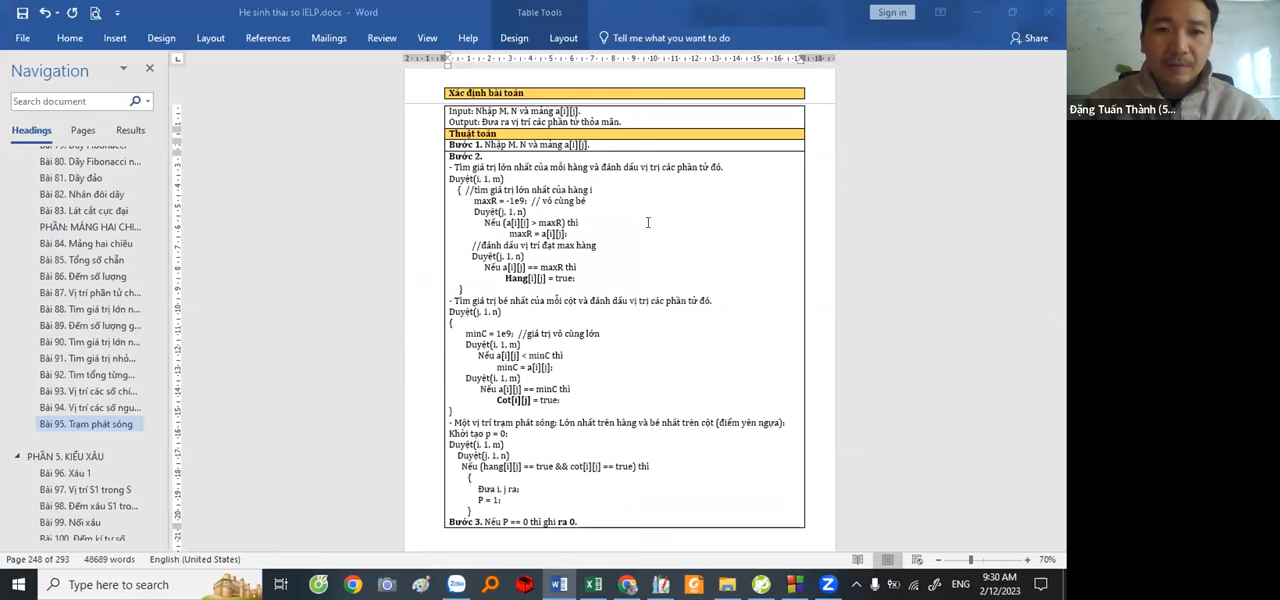 He sinh thai so IELP.docx - Word
Table Tools
Sign in
File
Home
Insert
Design
Layout
References
Mailings
Review
View
Help
Design
Layout
Tell me what you want to do
Share
Đặng Tuấn Thành (5...
Navigation
Search document
Headings
Pages
Results
Bài 80. Dãy Fibonacci n...
Bài 81. Dãy đảo
Bài 82. Nhân đôi dãy
Bài 83. Lát cắt cực đại
PHẦN: MẢNG HAI CHI...
Bài 84. Mảng hai chiều
Bài 85. Tổng số chẵn
Bài 86. Đếm số lượng
Bài 87. Vị trí phần tử ch...
Bài 88. Tìm giá trị lớn n...
Bài 89. Đếm số lượng g...
Bài 90. Tìm giá trị lớn n...
Bài 91. Tìm giá trị nhỏ...
Bài 92. Tìm tổng từng...
Bài 93. Vị trí các số chí...
Bài 94. Vị trí các số ngu...
Bài 95. Trạm phát sóng
PHẦN 5. KIỂU XÂU
Bài 96. Xâu 1
Bài 97. Vị trí S1 trong S
Bài 98. Đếm xâu S1 tro...
Bài 99. Nối xâu
Bài 100. Đếm kí tự số
Xác định bài toán
Input: Nhập M, N và mảng a[i][j].
Output: Đưa ra vị trí các phần tử thỏa mãn.
Thuật toán
Bước 1. Nhập M, N và mảng a[i][j].
Bước 2.
- Tìm giá trị lớn nhất của mỗi hàng và đánh dấu vị trị các phần tử đó.
Duyệt(i, 1, m)
{ //tìm giá trị lớn nhất của hàng i
maxR = -1e9; // vô cùng bé
Duyệt(j, 1, n)
Nếu (a[i][j] > maxR) thì
maxR = a[i][j];
//đánh dấu vị trí đạt max hàng
Duyệt(j, 1, n)
Nếu a[i][j] == maxR thì
Hang[i][j] = true;
}
- Tìm giá trị bé nhất của mỗi cột và đánh dấu vị trị các phần tử đó.
Duyệt(j, 1, n)
{
minC = 1e9; //giá trị vô cùng lớn
Duyệt(i, 1, m)
Nếu a[i][j] < minC thì
minC = a[i][j];
Duyệt(i, 1, m)
Nếu a[i][j] == minC thì
Cot[i][j] = true;
}
- Một vị trí trạm phát sóng: Lớn nhất trên hàng và bé nhất trên cột (điểm yên ngựa):
Khởi tạo p = 0;
Duyệt(i, 1, m)
Duyệt(j, 1, n)
Nếu (hang[i][j] == true && cot[i][j] == true) thì
{
Đưa i, j ra;
P = 1;
}
Bước 3. Nếu P == 0 thì ghi ra 0.
Page 248 of 293
48689 words
English (United States)
70%
Type here to search
Zalo
ENG
9:30 AM
2/12/2023